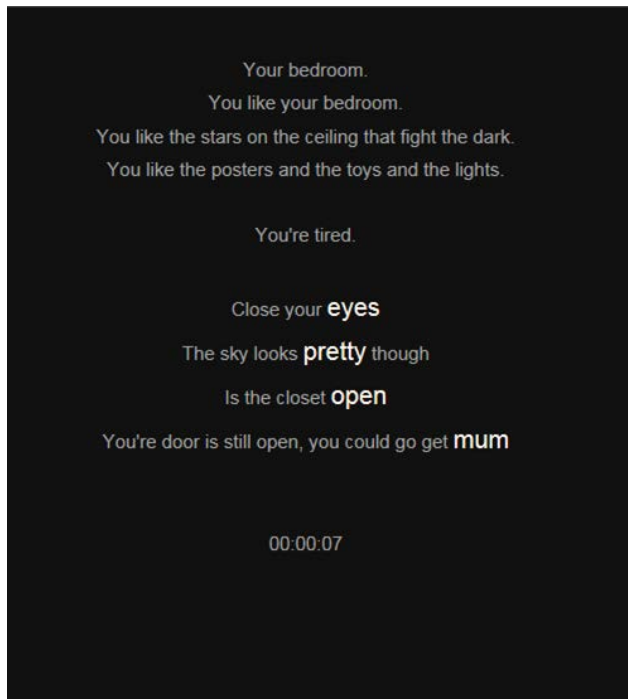 Your bedroom.
You like your bedroom.
You like the stars on the ceiling that fight the dark.
You like the posters and the toys and the lights.
You're tired.
Close your eyes
The sky looks pretty though
Is the closet open
You're door is still open, you could go get mum
00:00:07